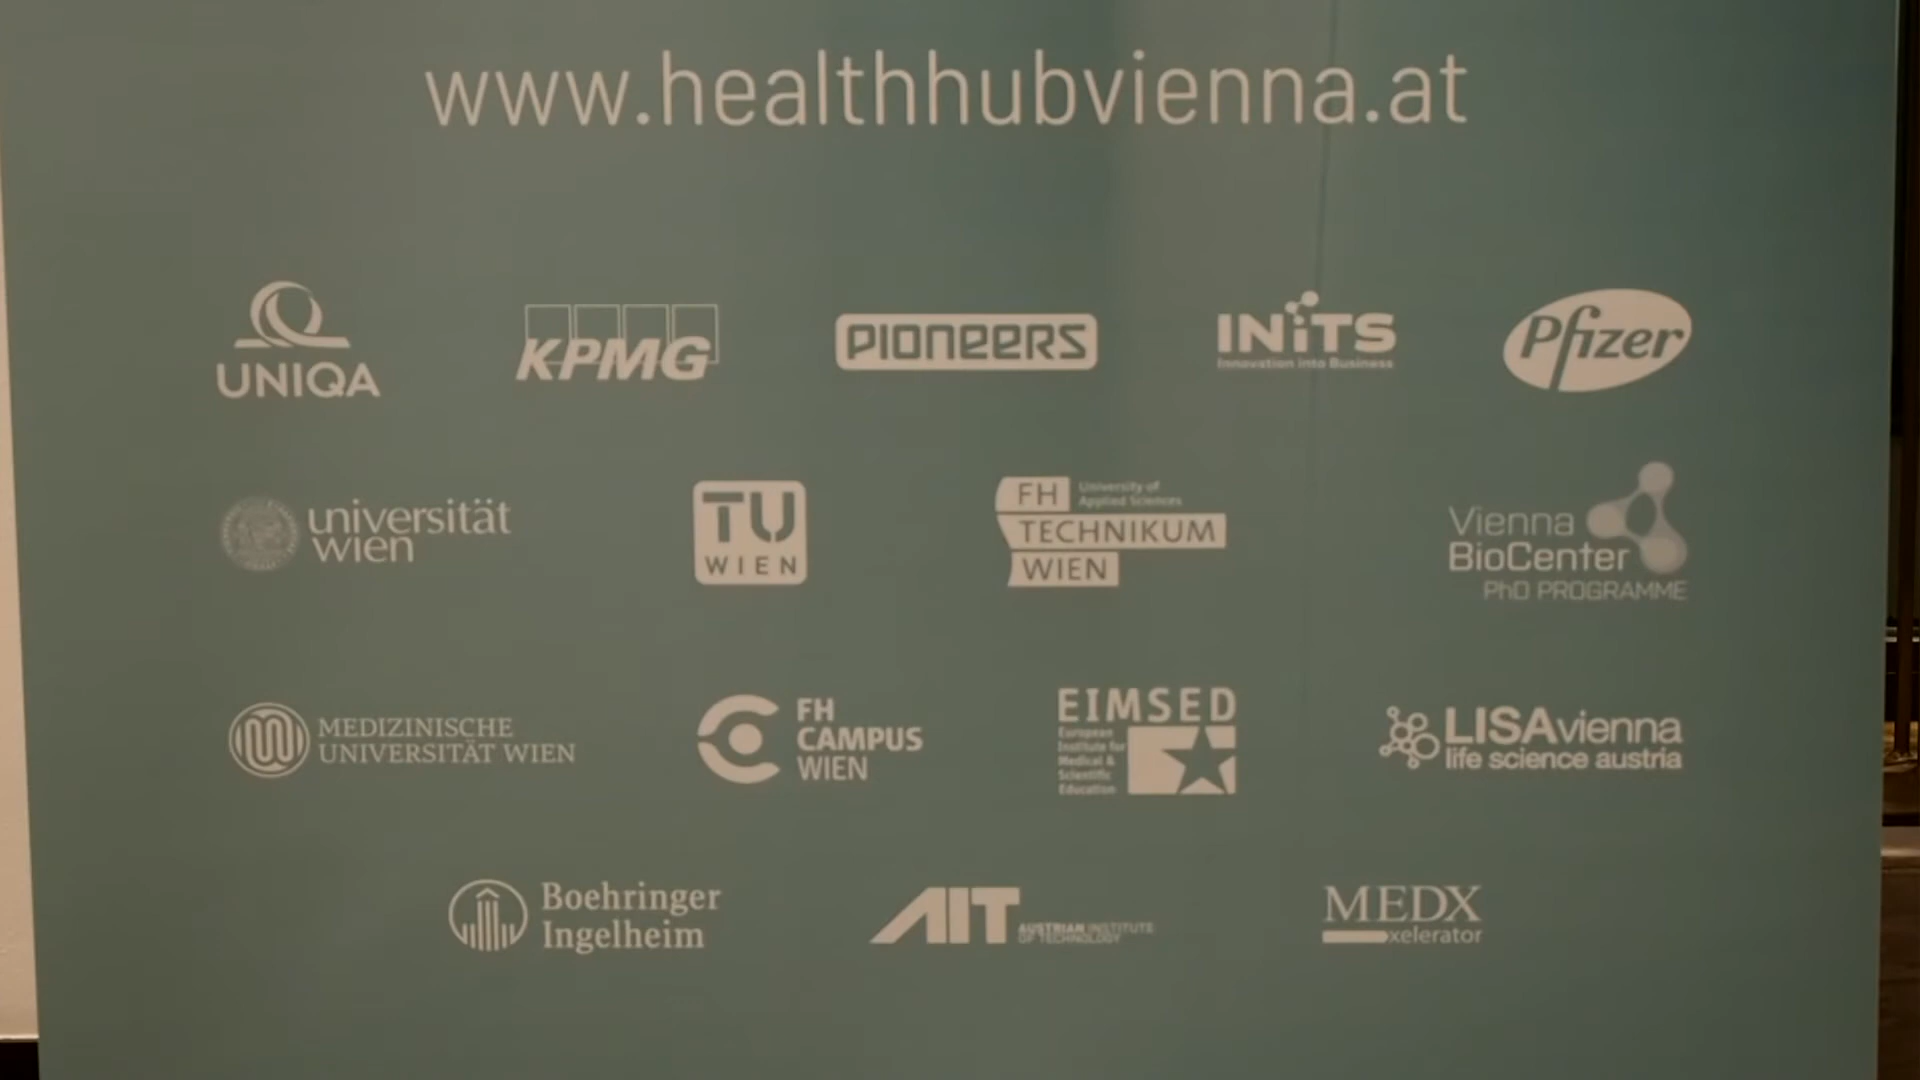 www.healthhubvienna.at
UNIQA
KPMG
PIONEERS
INiTS
Innovation into Business
Pfizer
universität
wien
TU
WIEN
FH University of
Applied Sciences
TECHNIKUM
WIEN
Vienna
BioCenter
PhD PROGRAMME
MEDIZINISCHE
UNIVERSITÄT WIEN
FH
CAMPUS
WIEN
EIMSED
European
Institute for
Medical &
Scientific
Education
LISAvienna
life science austria
Boehringer
Ingelheim
AIT
AUSTRIAN INSTITUTE
OF TECHNOLOGY
MEDX
xelerator